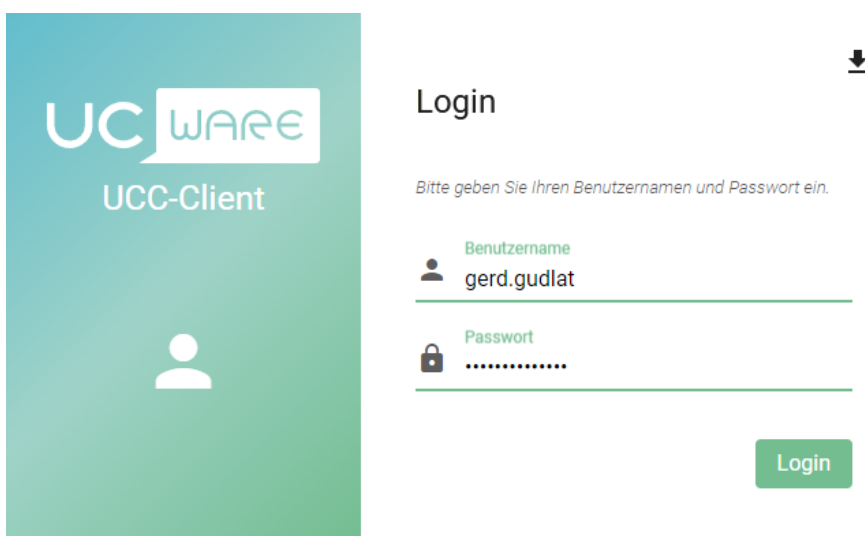 UC WARE
UCC-Client
Login
Bitte geben Sie Ihren Benutzernamen und Passwort ein.
Benutzername
gerd.gudlat
Passwort
••••••••••••••
Login